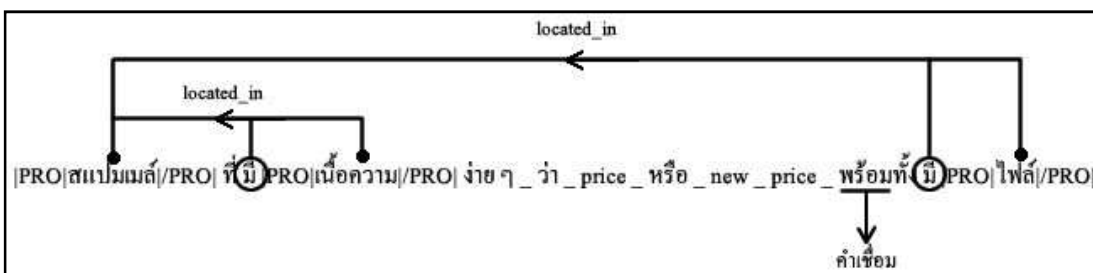 located_in
located_in
|PRO|สแปมเมล์|/PRO| ที่ มี |PRO|เนื้อความ|/PRO| ง่าย ๆ _ ว่า _ price _ หรือ _ new _ price _ พร้อมทั้ง มี |PRO| ไฟล์|/PRO|
คำเชื่อม